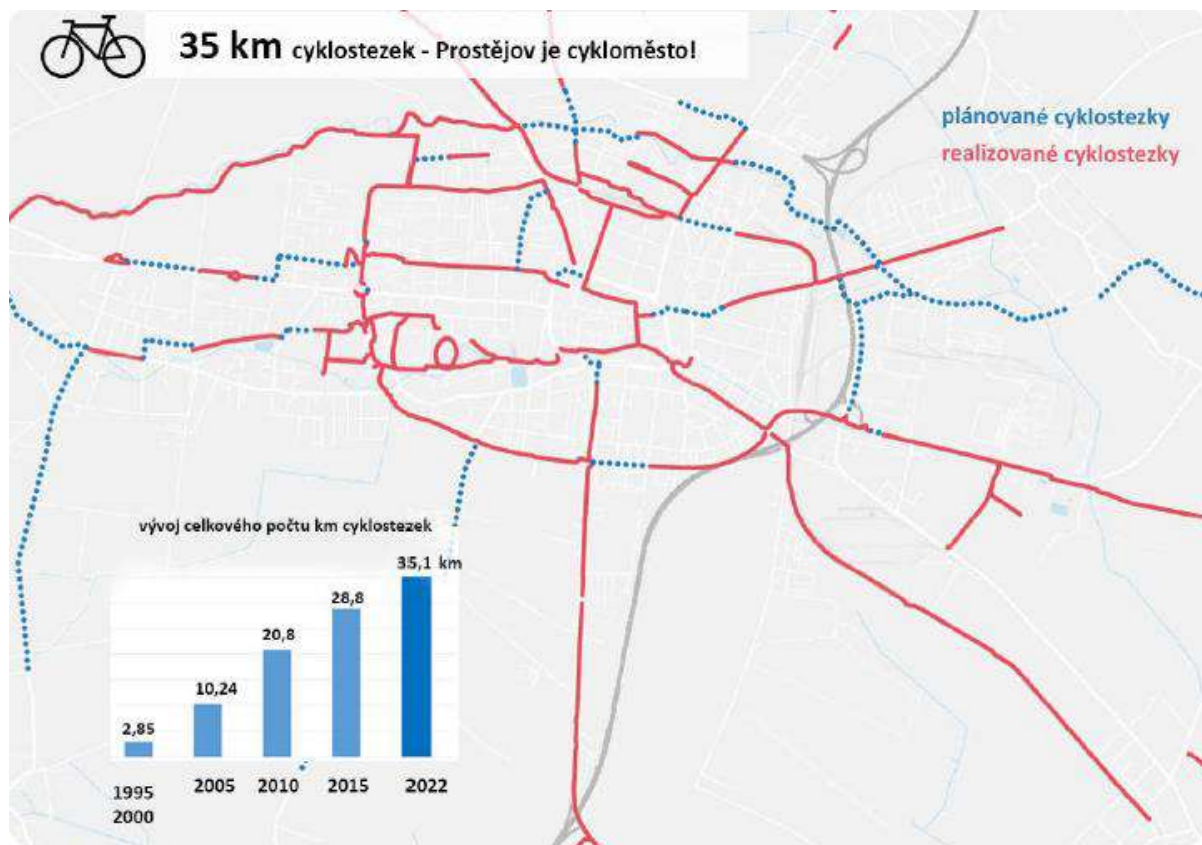 35 km cyklostezek - Prostějov je cykloměsto!
plánované cyklostezky
realizované cyklostezky
vývoj celkového počtu km cyklostezek
35,1 km
28,8
20,8
10,24
2,85
1995 2005 2010 2015 2022
2000